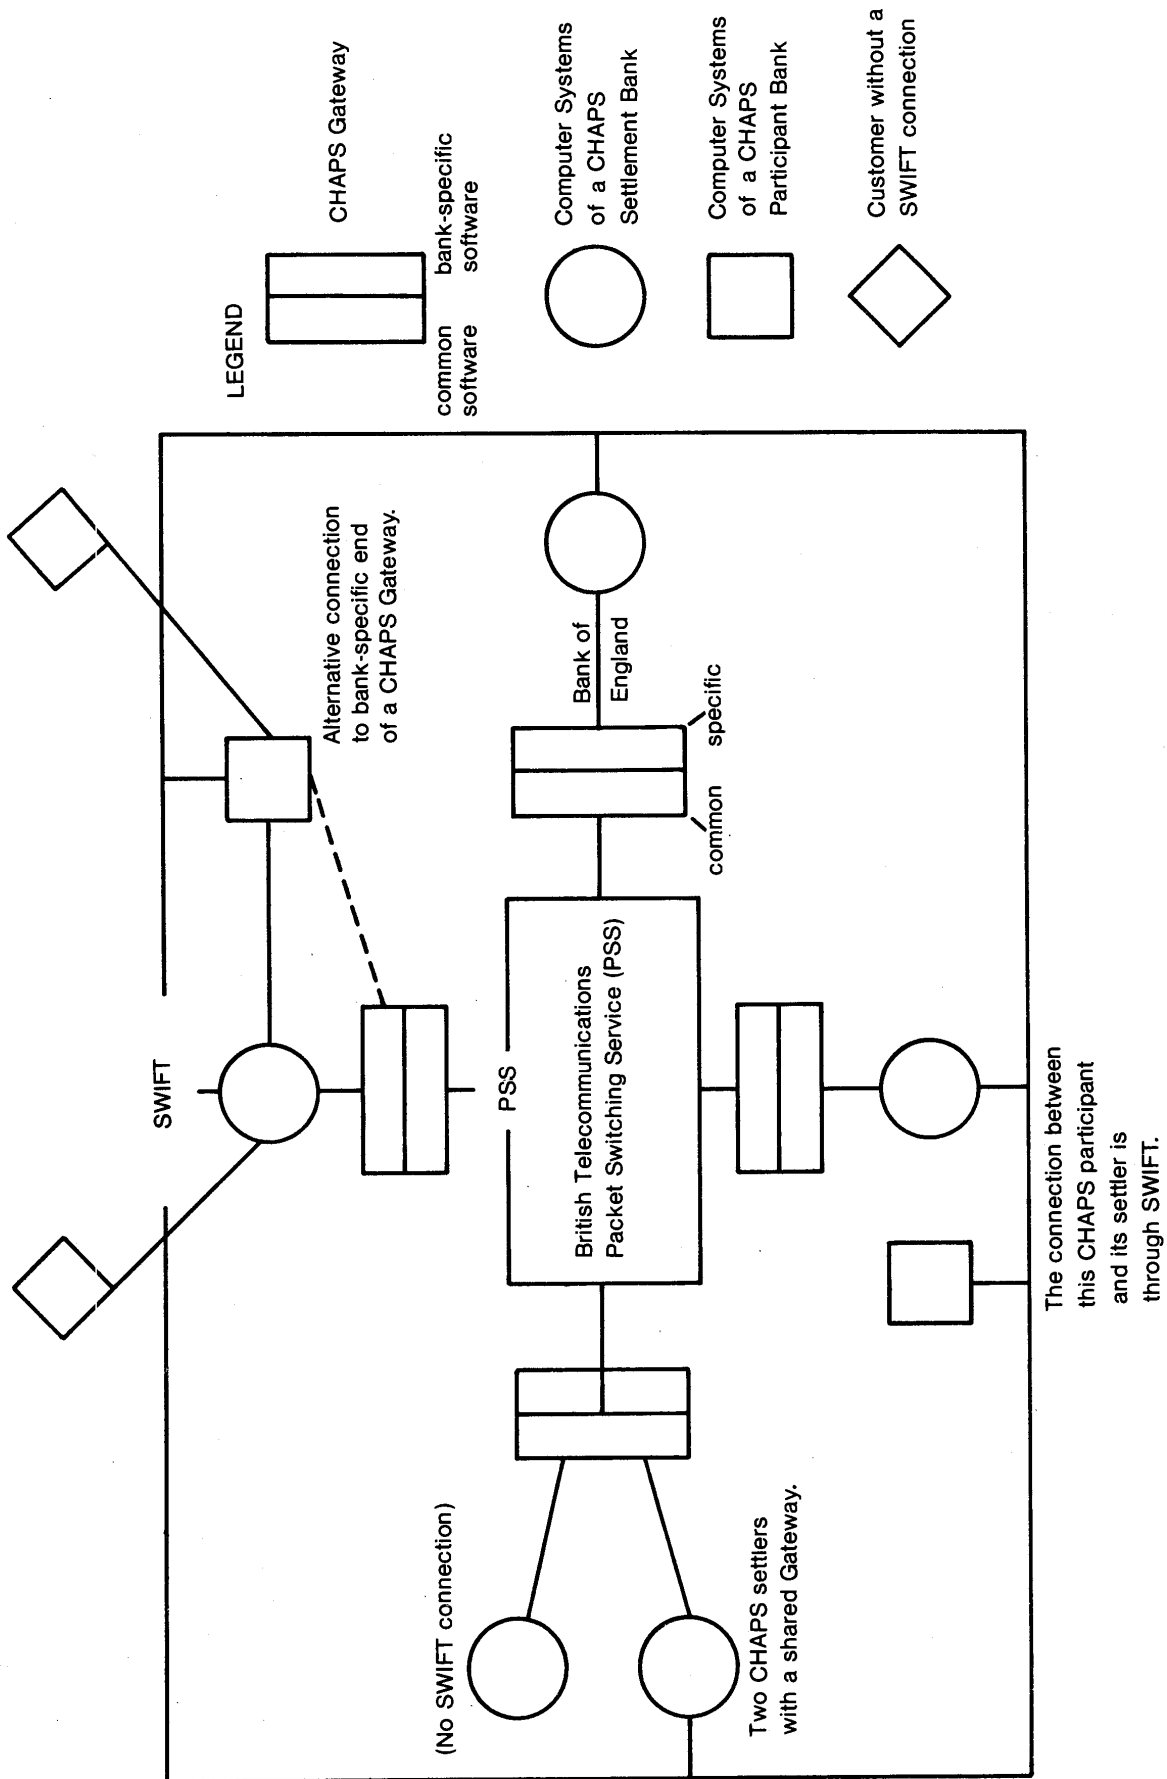 SWIFT
Alternative connection
to bank-specific end
of a CHAPS Gateway.
(No SWIFT connection)
PSS
British Telecommunications
Packet Switching Service (PSS)
Bank of
England
common
specific
Two CHAPS settlers
with a shared Gateway.
The connection between
this CHAPS participant
and its settler is
through SWIFT.
LEGEND
CHAPS Gateway
common
software
bank-specific
software
Computer Systems
of a CHAPS
Settlement Bank
Computer Systems
of a CHAPS
Participant Bank
Customer without a
SWIFT connection